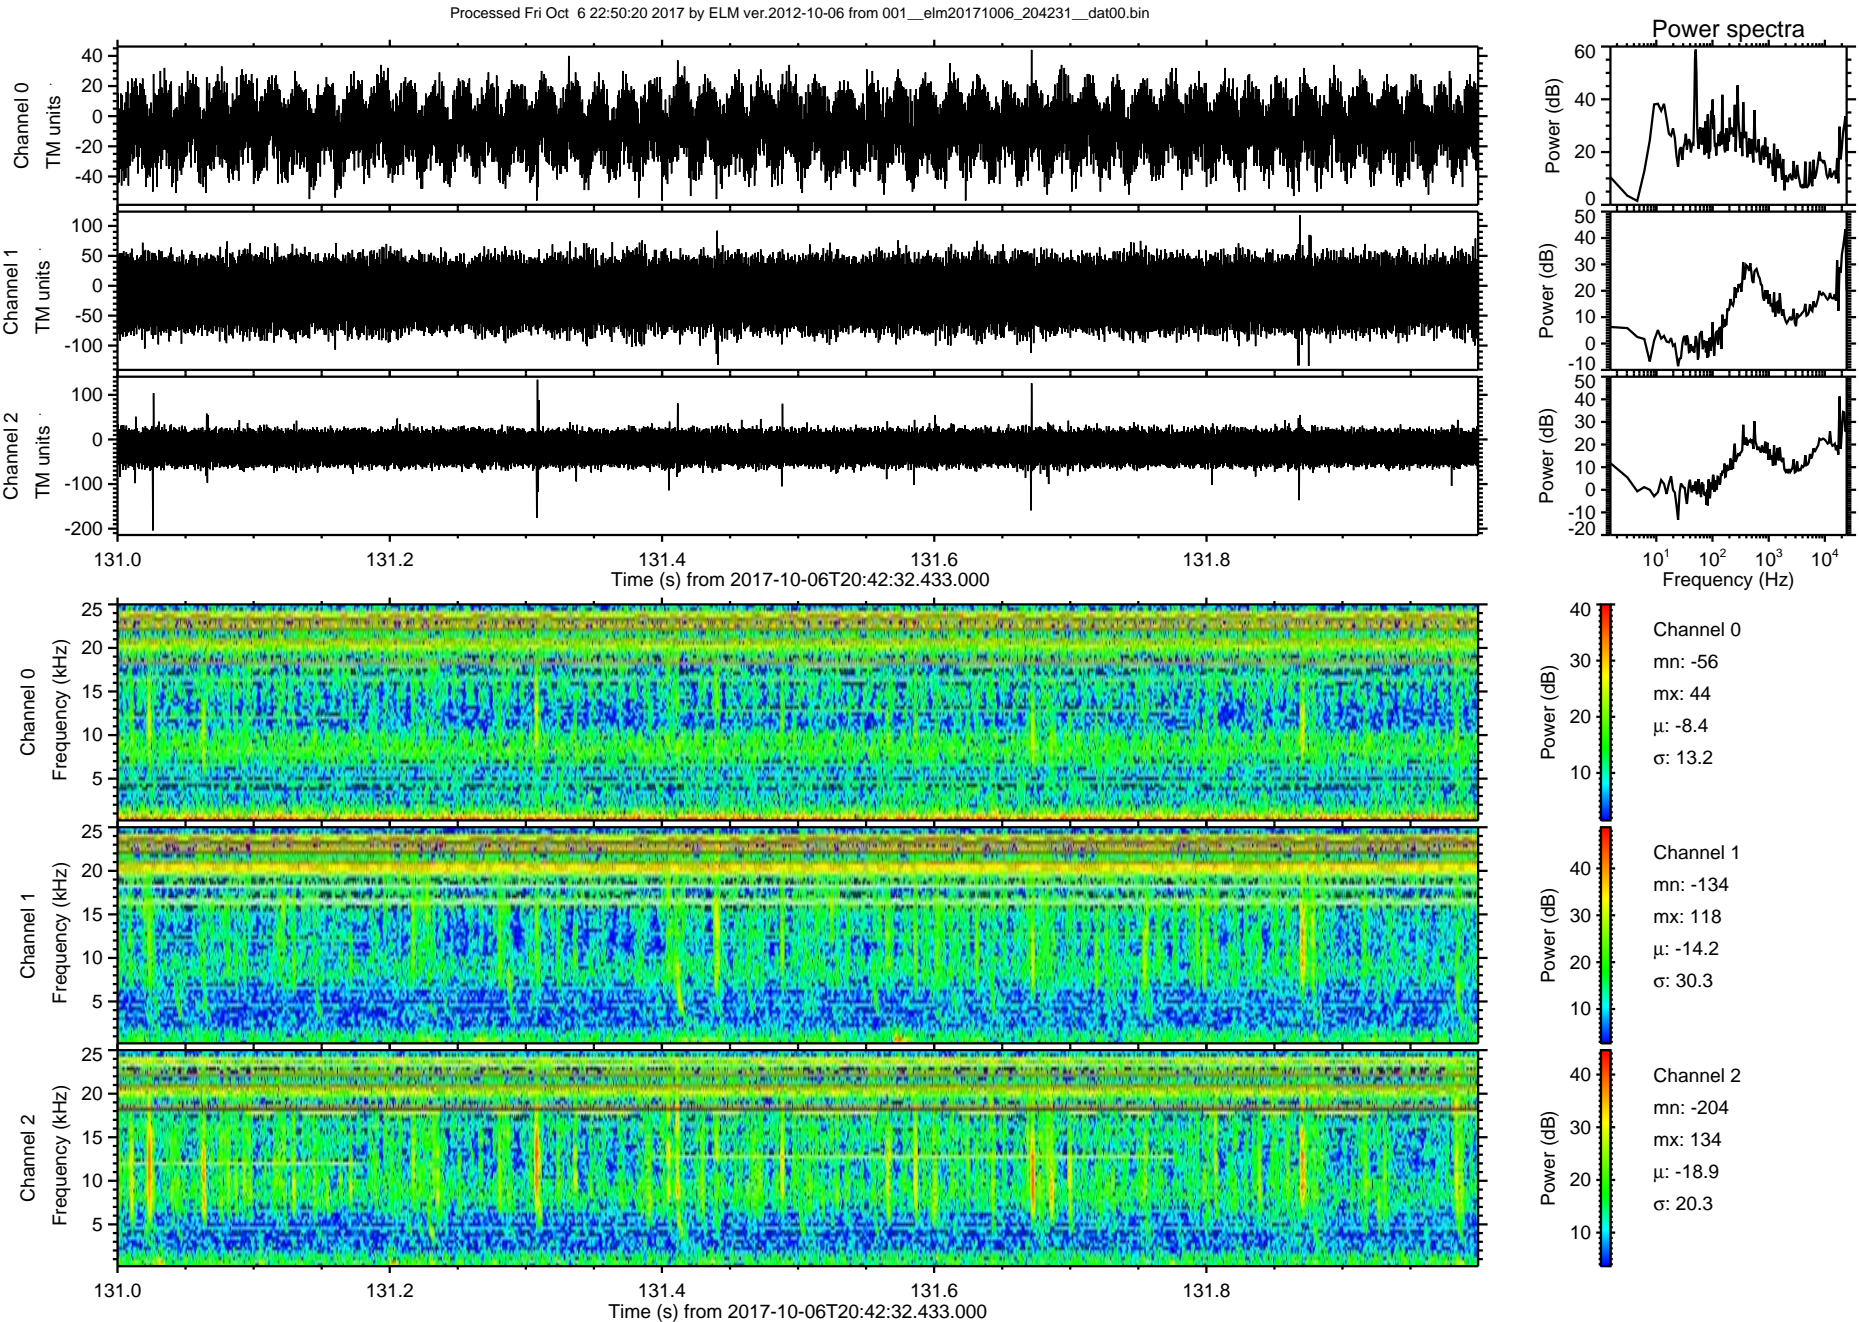 Processed Fri Oct  6 22:50:20 2017 by ELM ver.2012-10-06 from 001__elm20171006_204231__dat00.bin
Power spectra
Channel 0
TM units
40
20
0
-20
-40
Power (dB)
60
40
20
0
Channel 1
TM units
100
50
0
-50
-100
Power (dB)
50
40
30
20
10
0
-10
Channel 2
TM units
100
0
-100
-200
Power (dB)
50
40
30
20
10
0
-10
-20
131.0 131.2 131.4 131.6 131.8
Time (s) from 2017-10-06T20:42:32.433.000
10^1 10^2 10^3 10^4
Frequency (Hz)
Channel 0
Frequency (kHz)
25
20
15
10
5
Power (dB)
40
30
20
10
Channel 0
mn: -56
mx: 44
μ: -8.4
σ: 13.2
Channel 1
Frequency (kHz)
25
20
15
10
5
Power (dB)
40
30
20
10
Channel 1
mn: -134
mx: 118
μ: -14.2
σ: 30.3
Channel 2
Frequency (kHz)
25
20
15
10
5
Power (dB)
40
30
20
10
Channel 2
mn: -204
mx: 134
μ: -18.9
σ: 20.3
131.0 131.2 131.4 131.6 131.8
Time (s) from 2017-10-06T20:42:32.433.000